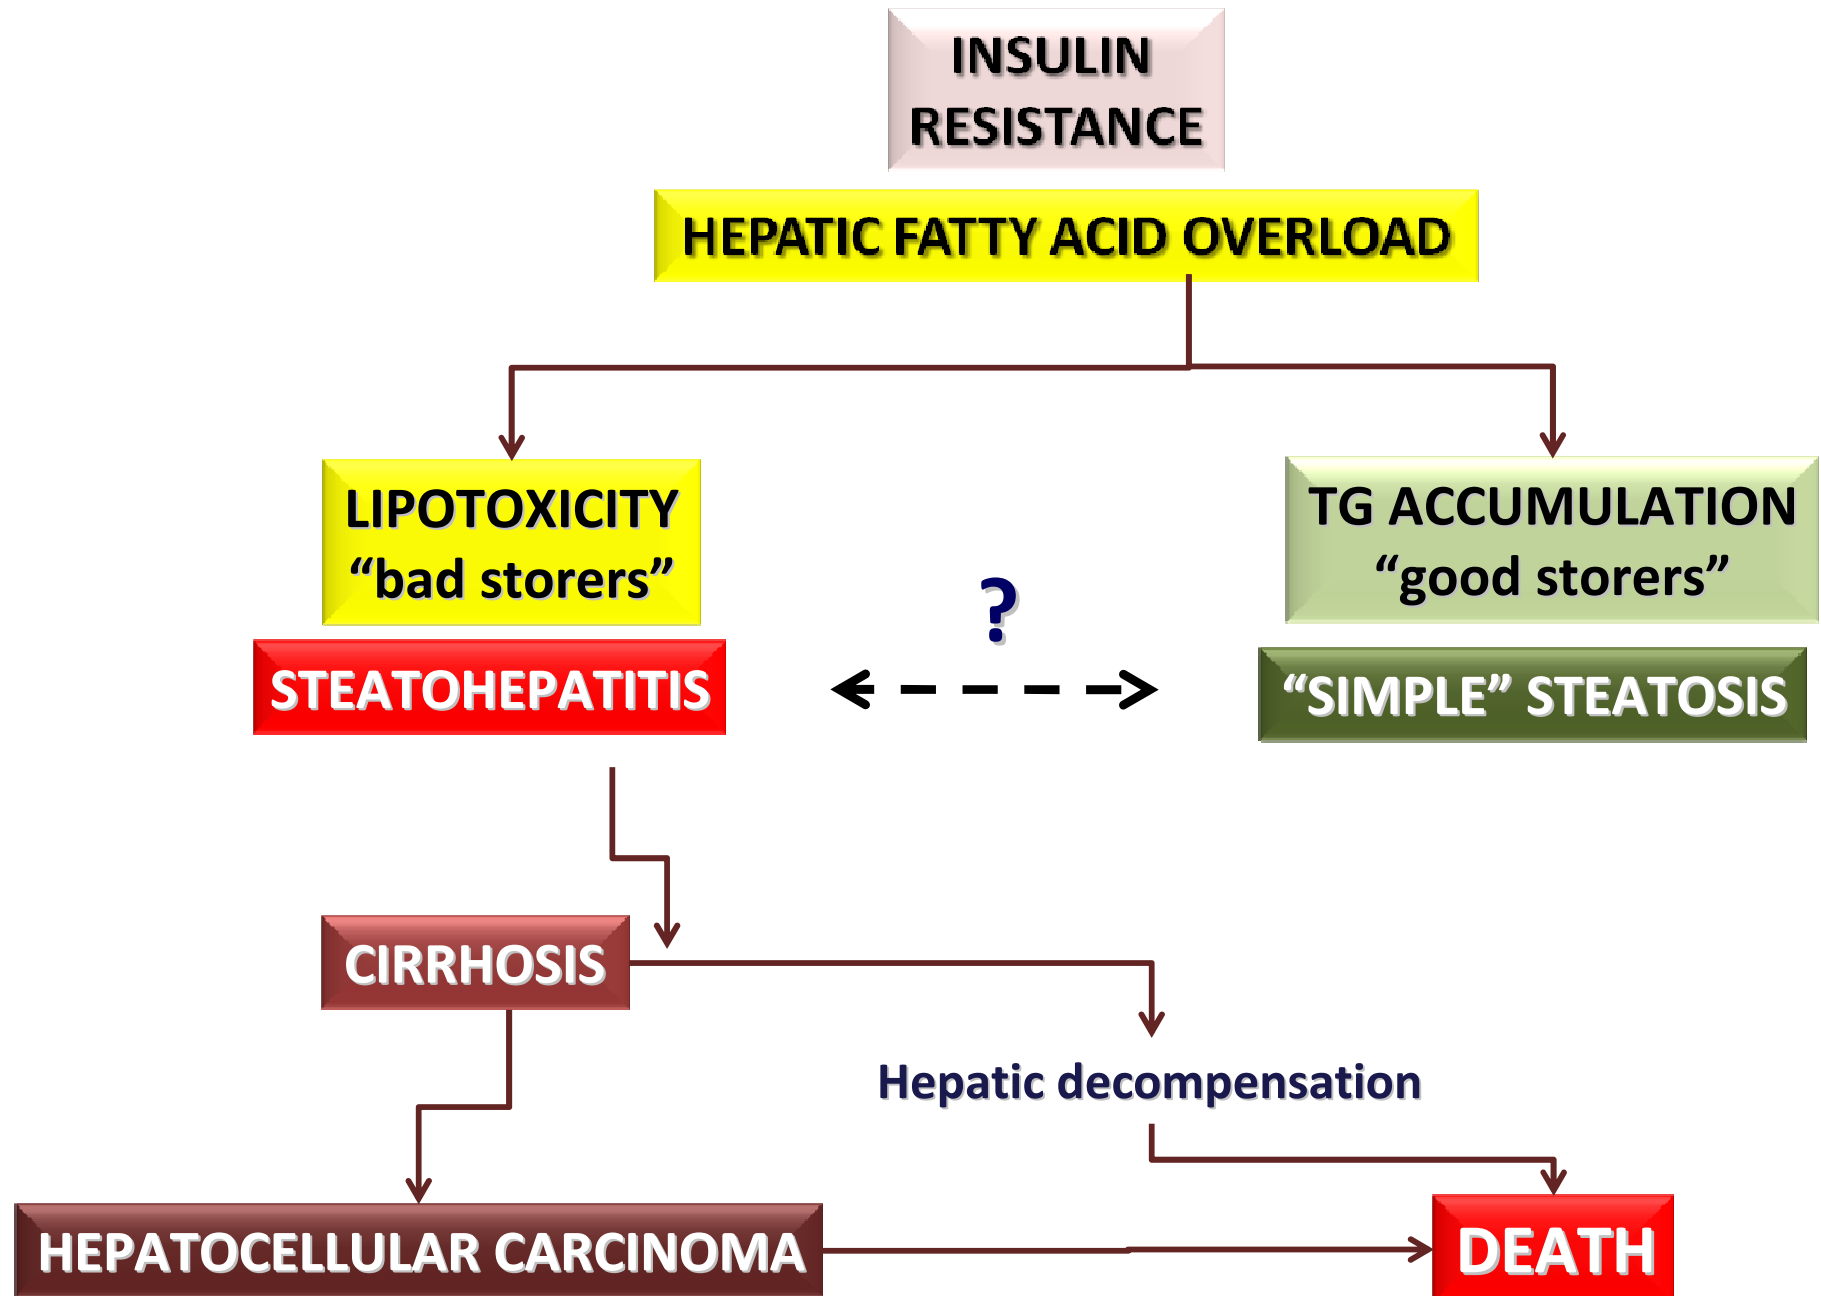 INSULIN
RESISTANCE
HEPATIC FATTY ACID OVERLOAD
LIPOTOXICITY
“bad storers”
TG ACCUMULATION
“good storers”
?
STEATOHEPATITIS
“SIMPLE” STEATOSIS
CIRRHOSIS
Hepatic decompensation
HEPATOCELLULAR CARCINOMA
DEATH